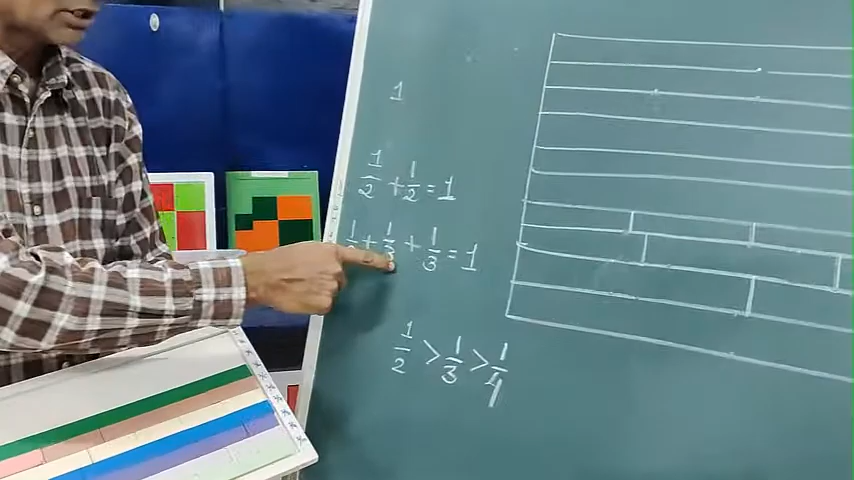 1
1/2 + 1/2 = 1
1/3 + 1/3 + 1/3 = 1
1/2 > 1/3 > 1/4